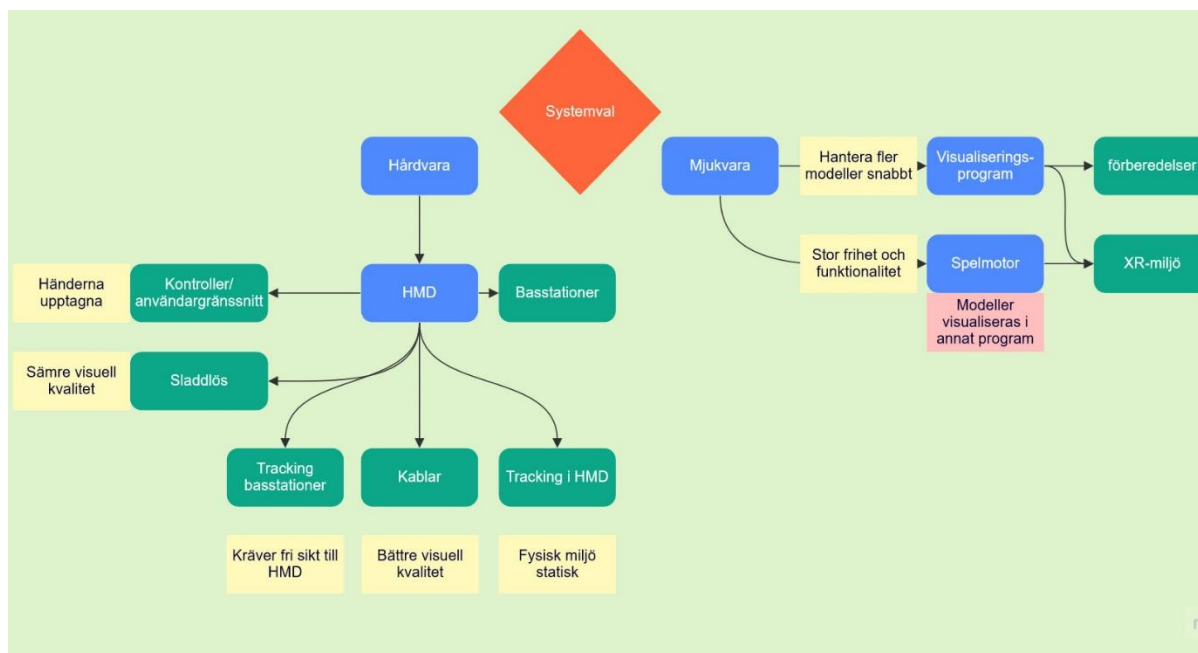 Systemval
Hårdvara
Mjukvara
Hantera fler
modeller snabbt
Visualiserings-
program
förberedelser
Händerna
upptagna
Kontroller/
användargränssnitt
HMD
Basstationer
Stor frihet och
funktionalitet
Spelmotor
XR-miljö
Modeller
visualiseras i
annat program
Sämre visuell
kvalitet
Sladdlös
Tracking
basstationer
Kablar
Tracking i HMD
Kräver fri sikt till
HMD
Bättre visuell
kvalitet
Fysisk miljö
statisk